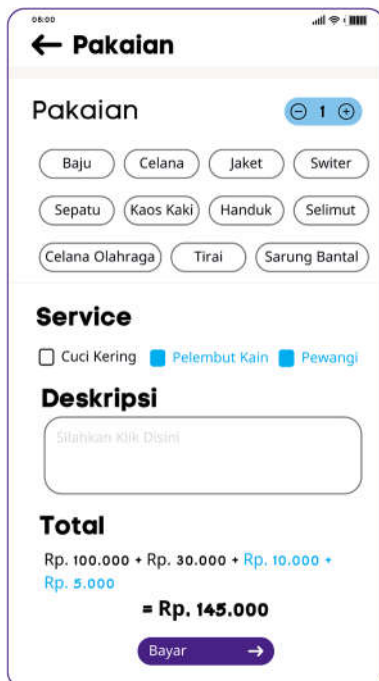 08:00
← Pakaian
Pakaian
1
Baju Celana Jaket Switer
Sepatu Kaos Kaki Handuk Selimut
Celana Olahraga Tirai Sarung Bantal
Service
Cuci Kering Pelembut Kain Pewangi
Deskripsi
Silahkan Klik Disini
Total
Rp. 100.000 + Rp. 30.000 + Rp. 10.000 +
Rp. 5.000
= Rp. 145.000
Bayar →